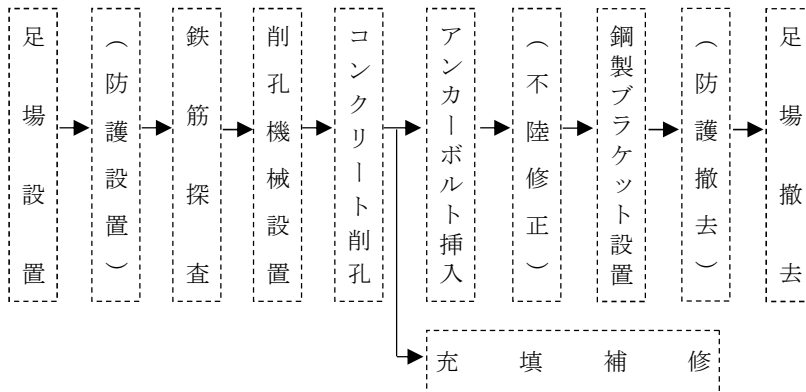 足場設置
（防護設置）
鉄筋探査
削孔機械設置
コンクリート削孔
アンカーボルト挿入
（不陸修正）
鋼製ブラケット設置
（防護撤去）
足場撤去
充填補修